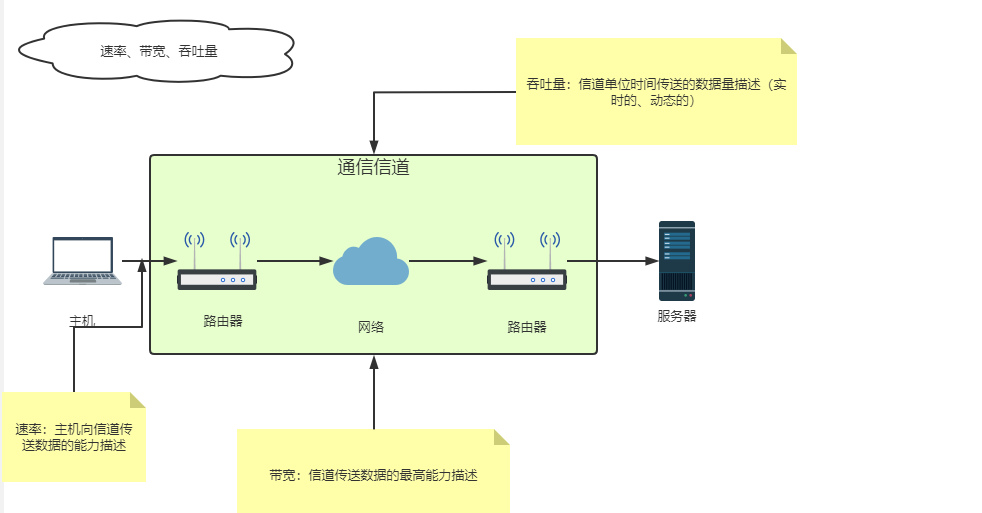 速率、带宽、吞吐量
吞吐量：信道单位时间传送的数据量描述（实
时的、动态的）
通信信道
主机
路由器
网络
路由器
服务器
速率：主机向信道传
送数据的能力描述
带宽：信道传送数据的最高能力描述